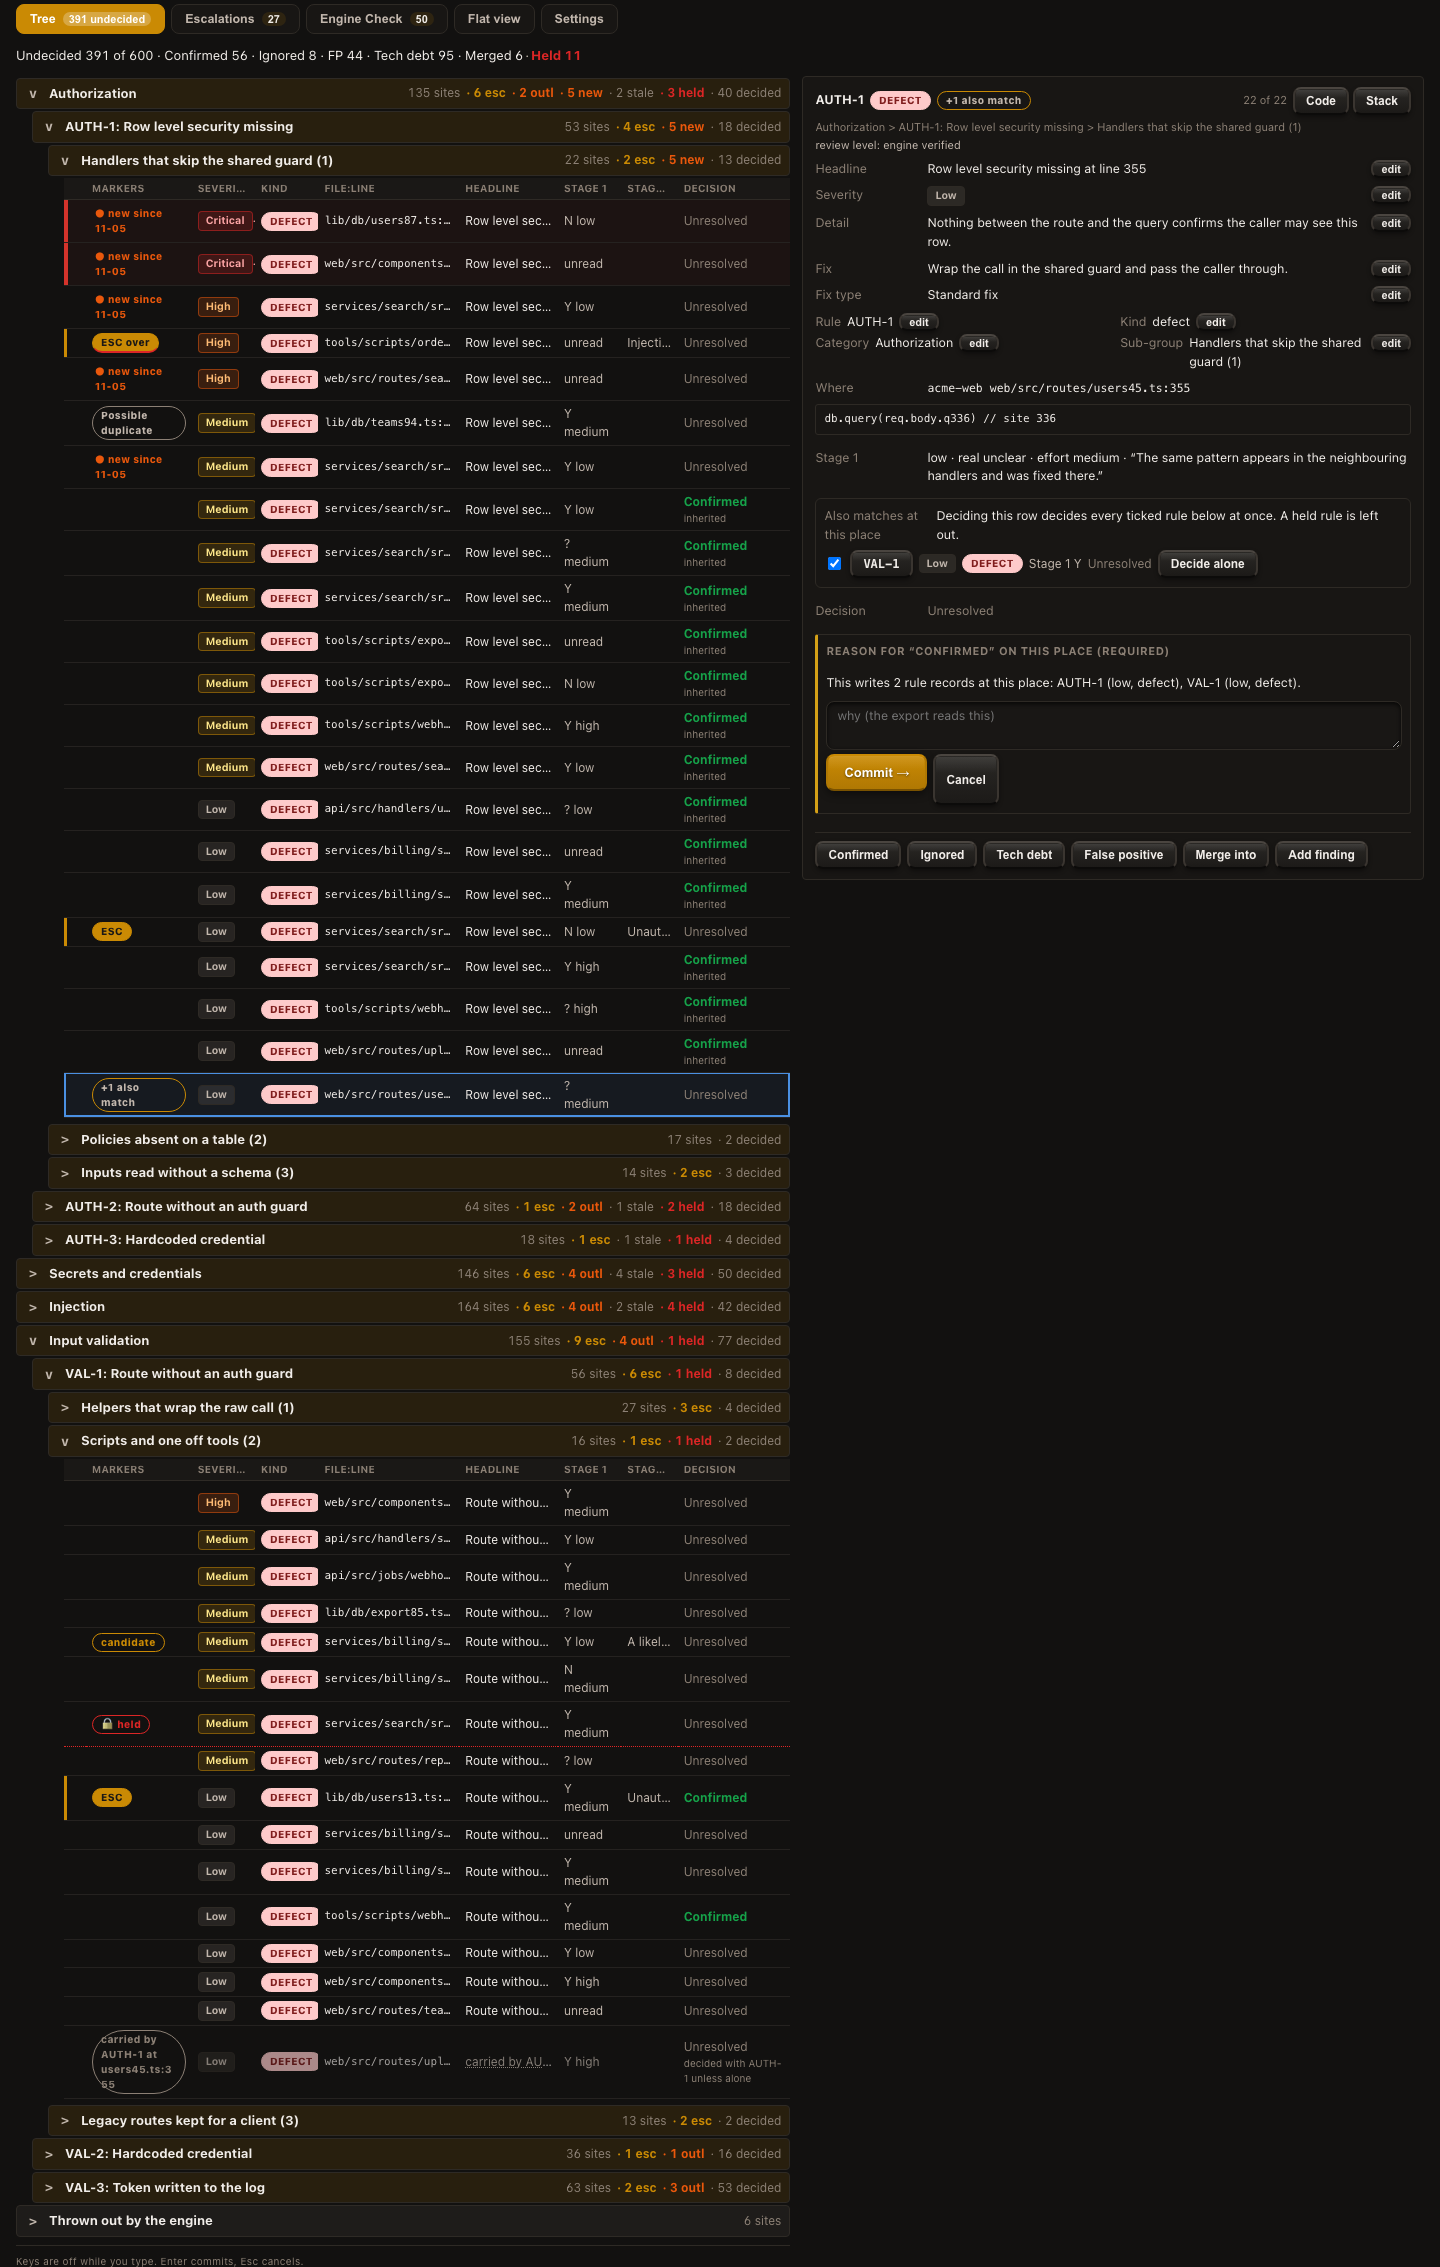 Tree 391 undecided Escalations 27 Engine Check 50 Flat view Settings
Undecided 391 of 600 · Confirmed 56 · Ignored 8 · FP 44 · Tech debt 95 · Merged 6 · Held 11
v Authorization 135 sites · 6 esc · 2 outl · 5 new · 2 stale · 3 held · 40 decided
v AUTH-1: Row level security missing 53 sites · 4 esc · 5 new · 18 decided
v Handlers that skip the shared guard (1) 22 sites · 2 esc · 5 new · 13 decided
MARKERS SEVERI… KIND FILE:LINE HEADLINE STAGE 1 STAG… DECISION
● new since 11-05 Critical DEFECT lib/db/users87.ts:… Row level sec… N low Unresolved
● new since 11-05 Critical DEFECT web/src/components… Row level sec… unread Unresolved
● new since 11-05 High DEFECT services/search/sr… Row level sec… Y low Unresolved
ESC over High DEFECT tools/scripts/orde… Row level sec… unread Injecti… Unresolved
● new since 11-05 High DEFECT web/src/routes/sea… Row level sec… unread Unresolved
Possible duplicate Medium DEFECT lib/db/teams94.ts:… Row level sec… Y medium Unresolved
● new since 11-05 Medium DEFECT services/search/sr… Row level sec… Y low Unresolved
Medium DEFECT services/search/sr… Row level sec… Y low Confirmed inherited
Medium DEFECT services/search/sr… Row level sec… ? medium Confirmed inherited
Medium DEFECT services/search/sr… Row level sec… Y medium Confirmed inherited
Medium DEFECT tools/scripts/expo… Row level sec… unread Confirmed inherited
Medium DEFECT tools/scripts/expo… Row level sec… N low Confirmed inherited
Medium DEFECT tools/scripts/webh… Row level sec… Y high Confirmed inherited
Medium DEFECT web/src/routes/sea… Row level sec… Y low Confirmed inherited
Low DEFECT api/src/handlers/u… Row level sec… ? low Confirmed inherited
Low DEFECT services/billing/s… Row level sec… unread Confirmed inherited
Low DEFECT services/billing/s… Row level sec… Y medium Confirmed inherited
ESC Low DEFECT services/search/sr… Row level sec… N low Unaut… Unresolved
Low DEFECT services/search/sr… Row level sec… Y high Confirmed inherited
Low DEFECT tools/scripts/webh… Row level sec… ? high Confirmed inherited
Low DEFECT web/src/routes/upl… Row level sec… unread Confirmed inherited
+1 also match Low DEFECT web/src/routes/use… Row level sec… ? medium Unresolved
> Policies absent on a table (2) 17 sites · 2 decided
> Inputs read without a schema (3) 14 sites · 2 esc · 3 decided
> AUTH-2: Route without an auth guard 64 sites · 1 esc · 2 outl · 1 stale · 2 held · 18 decided
> AUTH-3: Hardcoded credential 18 sites · 1 esc · 1 stale · 1 held · 4 decided
> Secrets and credentials 146 sites · 6 esc · 4 outl · 4 stale · 3 held · 50 decided
> Injection 164 sites · 6 esc · 4 outl · 2 stale · 4 held · 42 decided
v Input validation 155 sites · 9 esc · 4 outl · 1 held · 77 decided
v VAL-1: Route without an auth guard 56 sites · 6 esc · 1 held · 8 decided
> Helpers that wrap the raw call (1) 27 sites · 3 esc · 4 decided
v Scripts and one off tools (2) 16 sites · 1 esc · 1 held · 2 decided
MARKERS SEVERI… KIND FILE:LINE HEADLINE STAGE 1 STAG… DECISION
High DEFECT web/src/components… Route withou… Y medium Unresolved
Medium DEFECT api/src/handlers/s… Route withou… Y low Unresolved
Medium DEFECT api/src/jobs/webho… Route withou… Y medium Unresolved
Medium DEFECT lib/db/export85.ts… Route withou… ? low Unresolved
candidate Medium DEFECT services/billing/s… Route withou… Y low A likel… Unresolved
Medium DEFECT services/billing/s… Route withou… N medium Unresolved
🔒 held Medium DEFECT services/search/sr… Route withou… Y medium Unresolved
Medium DEFECT web/src/routes/rep… Route withou… ? low Unresolved
ESC Low DEFECT lib/db/users13.ts:… Route withou… Y medium Unaut… Confirmed
Low DEFECT services/billing/s… Route withou… unread Unresolved
Low DEFECT services/billing/s… Route withou… Y medium Unresolved
Low DEFECT tools/scripts/webh… Route withou… Y medium Confirmed
Low DEFECT web/src/components… Route withou… Y low Unresolved
Low DEFECT web/src/components… Route withou… Y high Unresolved
Low DEFECT web/src/routes/tea… Route withou… unread Unresolved
carried by AUTH-1 at users45.ts:355 Low DEFECT web/src/routes/upl… carried by AU… Y high Unresolved decided with AUTH-1 unless alone
> Legacy routes kept for a client (3) 13 sites · 2 esc · 2 decided
> VAL-2: Hardcoded credential 36 sites · 1 esc · 1 outl · 16 decided
> VAL-3: Token written to the log 63 sites · 2 esc · 3 outl · 53 decided
> Thrown out by the engine 6 sites
Keys are off while you type. Enter commits, Esc cancels.
AUTH-1 DEFECT +1 also match 22 of 22 Code Stack
Authorization > AUTH-1: Row level security missing > Handlers that skip the shared guard (1)
review level: engine verified
Headline Row level security missing at line 355 edit
Severity Low edit
Detail Nothing between the route and the query confirms the caller may see this edit
row.
Fix Wrap the call in the shared guard and pass the caller through. edit
Fix type Standard fix edit
Rule AUTH-1 edit Kind defect edit
Category Authorization edit Sub-group Handlers that skip the shared edit
guard (1)
Where acme-web web/src/routes/users45.ts:355
db.query(req.body.q336) // site 336
Stage 1 low · real unclear · effort medium · “The same pattern appears in the neighbouring
handlers and was fixed there.”
Also matches at this place Deciding this row decides every ticked rule below at once. A held rule is left
out.
VAL-1 Low DEFECT Stage 1 Y Unresolved Decide alone
Decision Unresolved
REASON FOR “CONFIRMED” ON THIS PLACE (REQUIRED)
This writes 2 rule records at this place: AUTH-1 (low, defect), VAL-1 (low, defect).
why (the export reads this)
Commit → Cancel
Confirmed Ignored Tech debt False positive Merge into Add finding